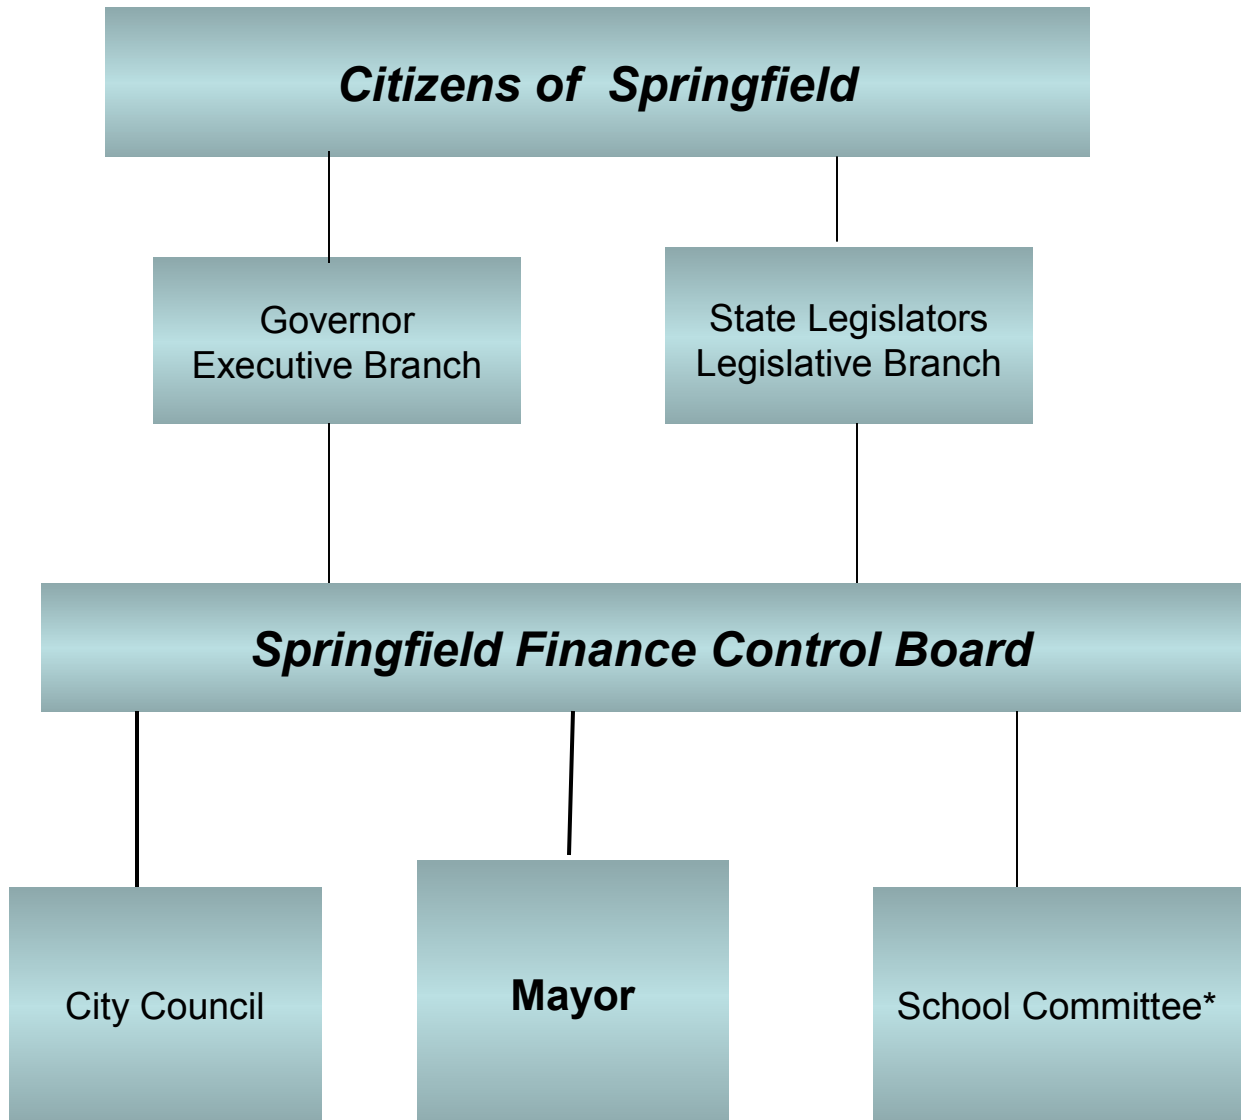 Citizens of  Springfield
Governor
Executive Branch
State Legislators
Legislative Branch
Springfield Finance Control Board
City Council
Mayor
School Committee*